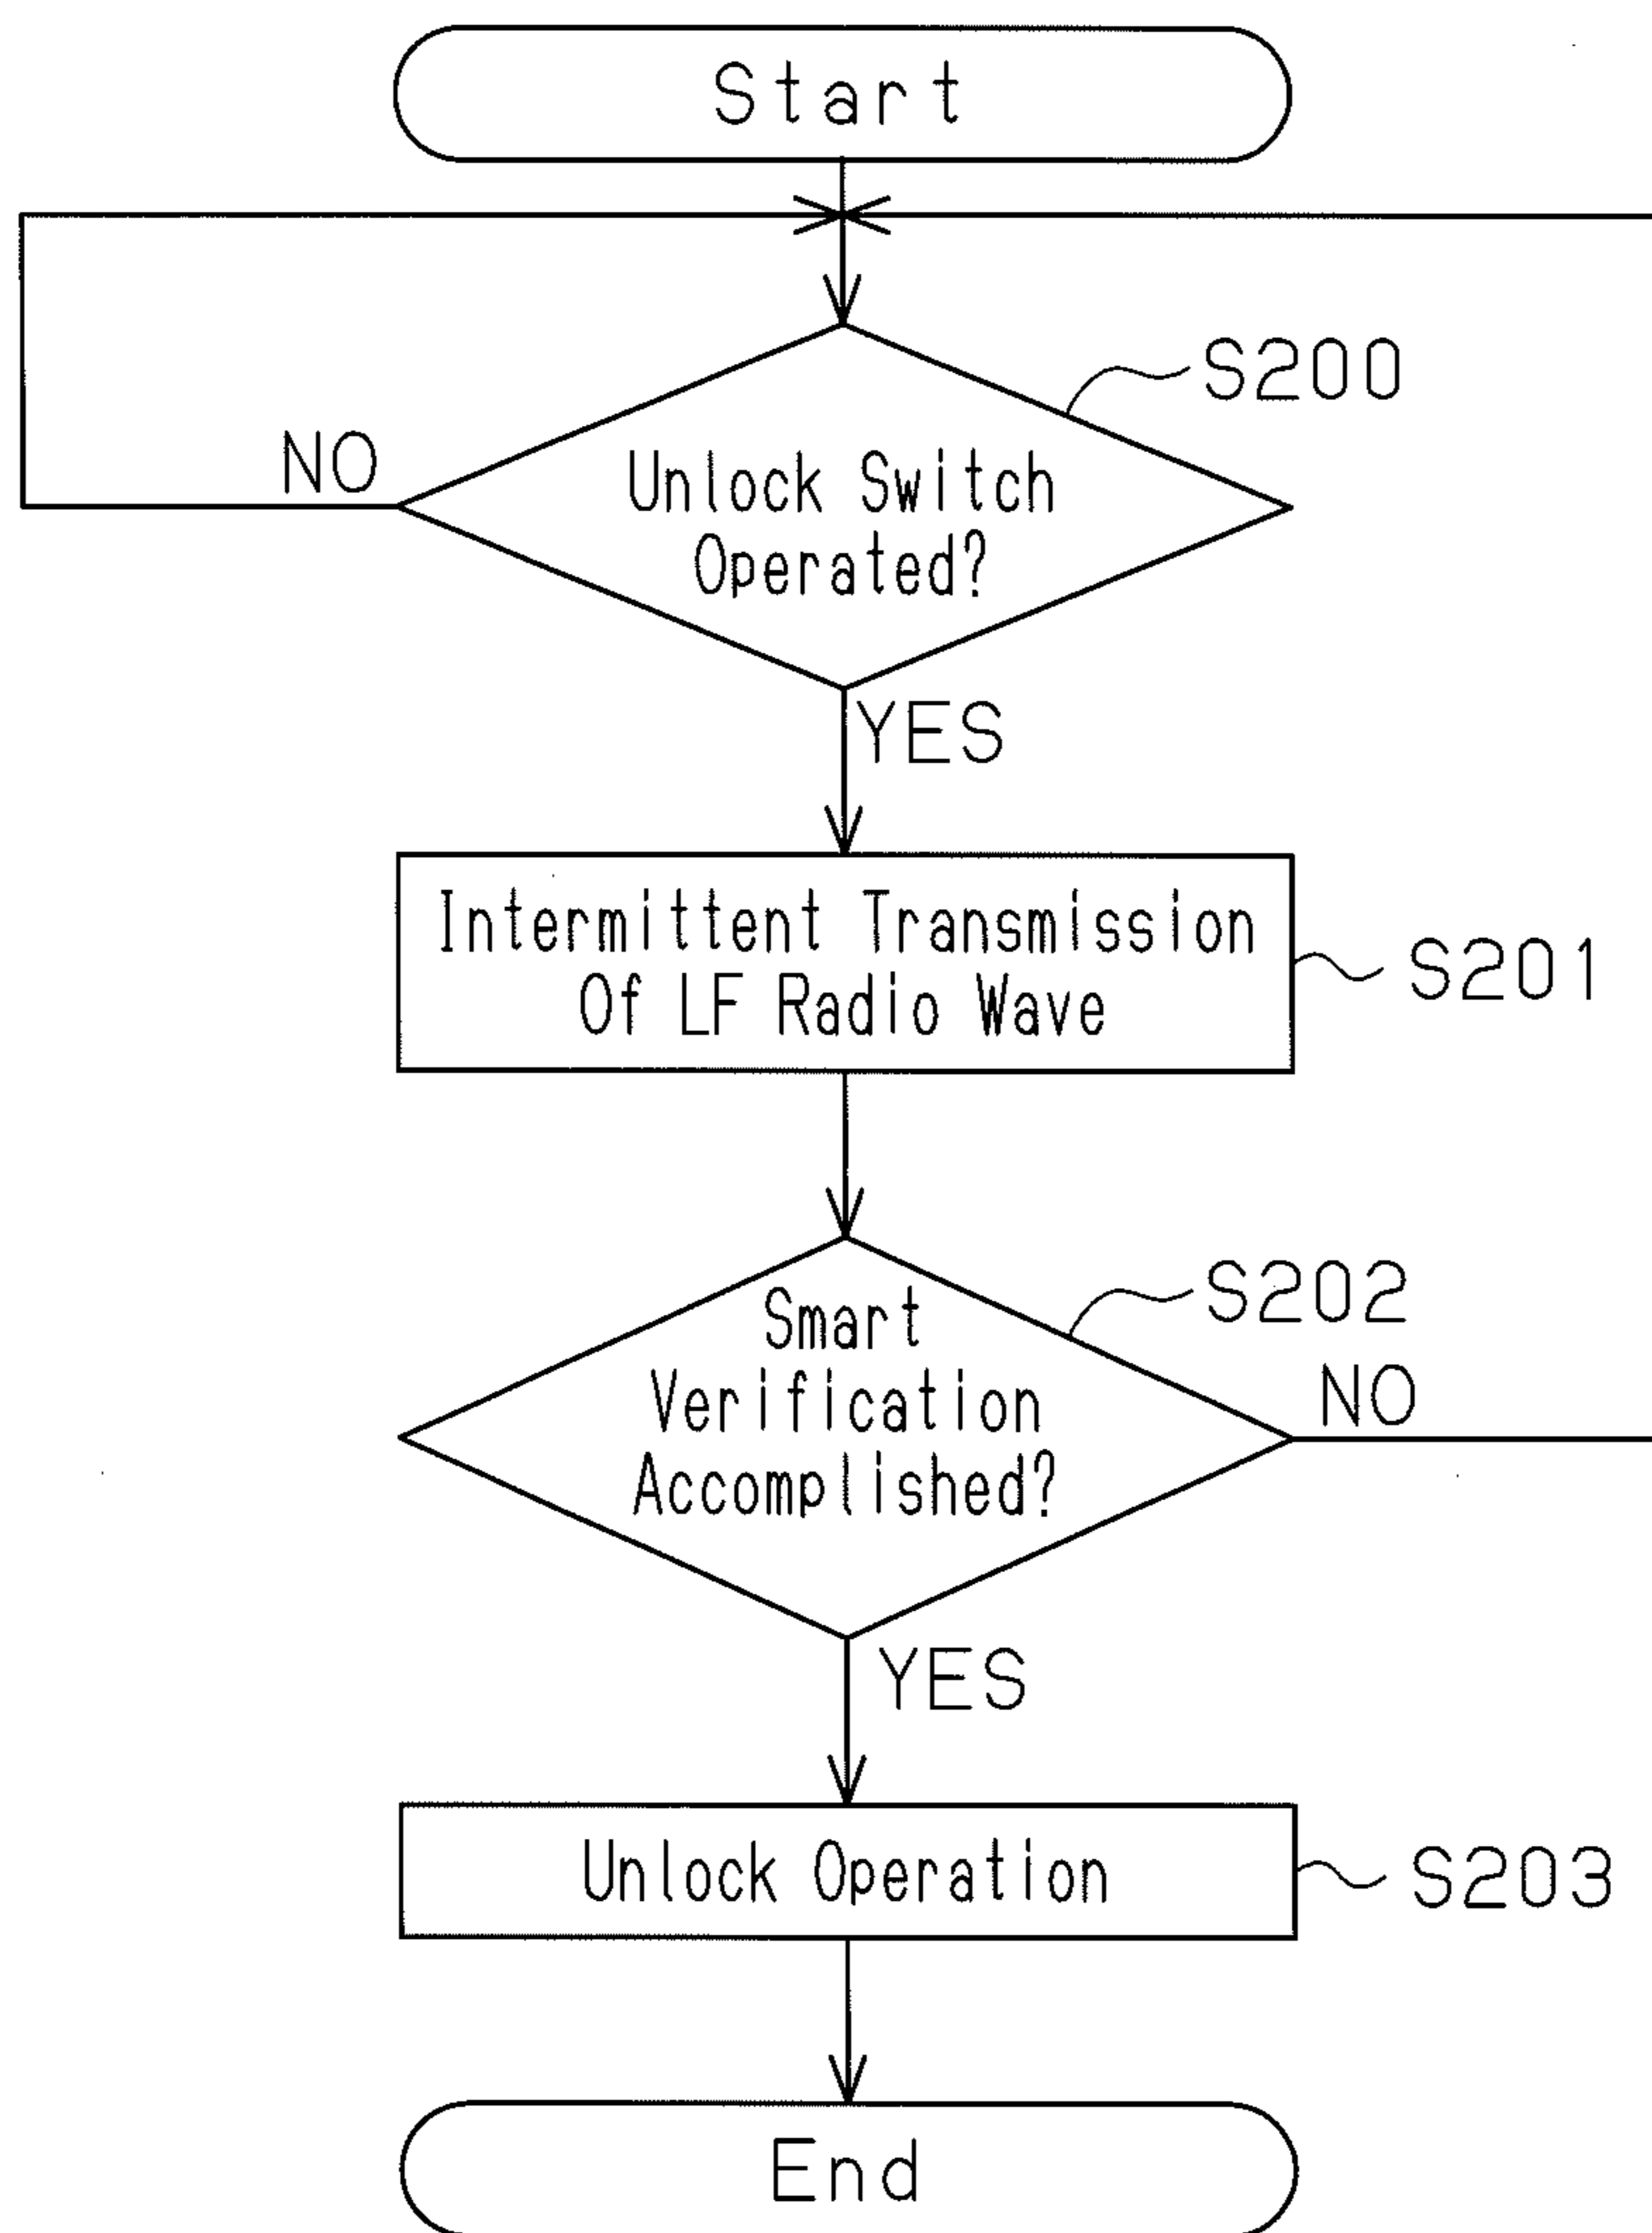 Start
S200
NO
Unlock Switch
Operated?
YES
Intermittent Transmission
Of LF Radio Wave
S201
S202
Smart
Verification
Accomplished?
NO
YES
Unlock Operation
S203
End